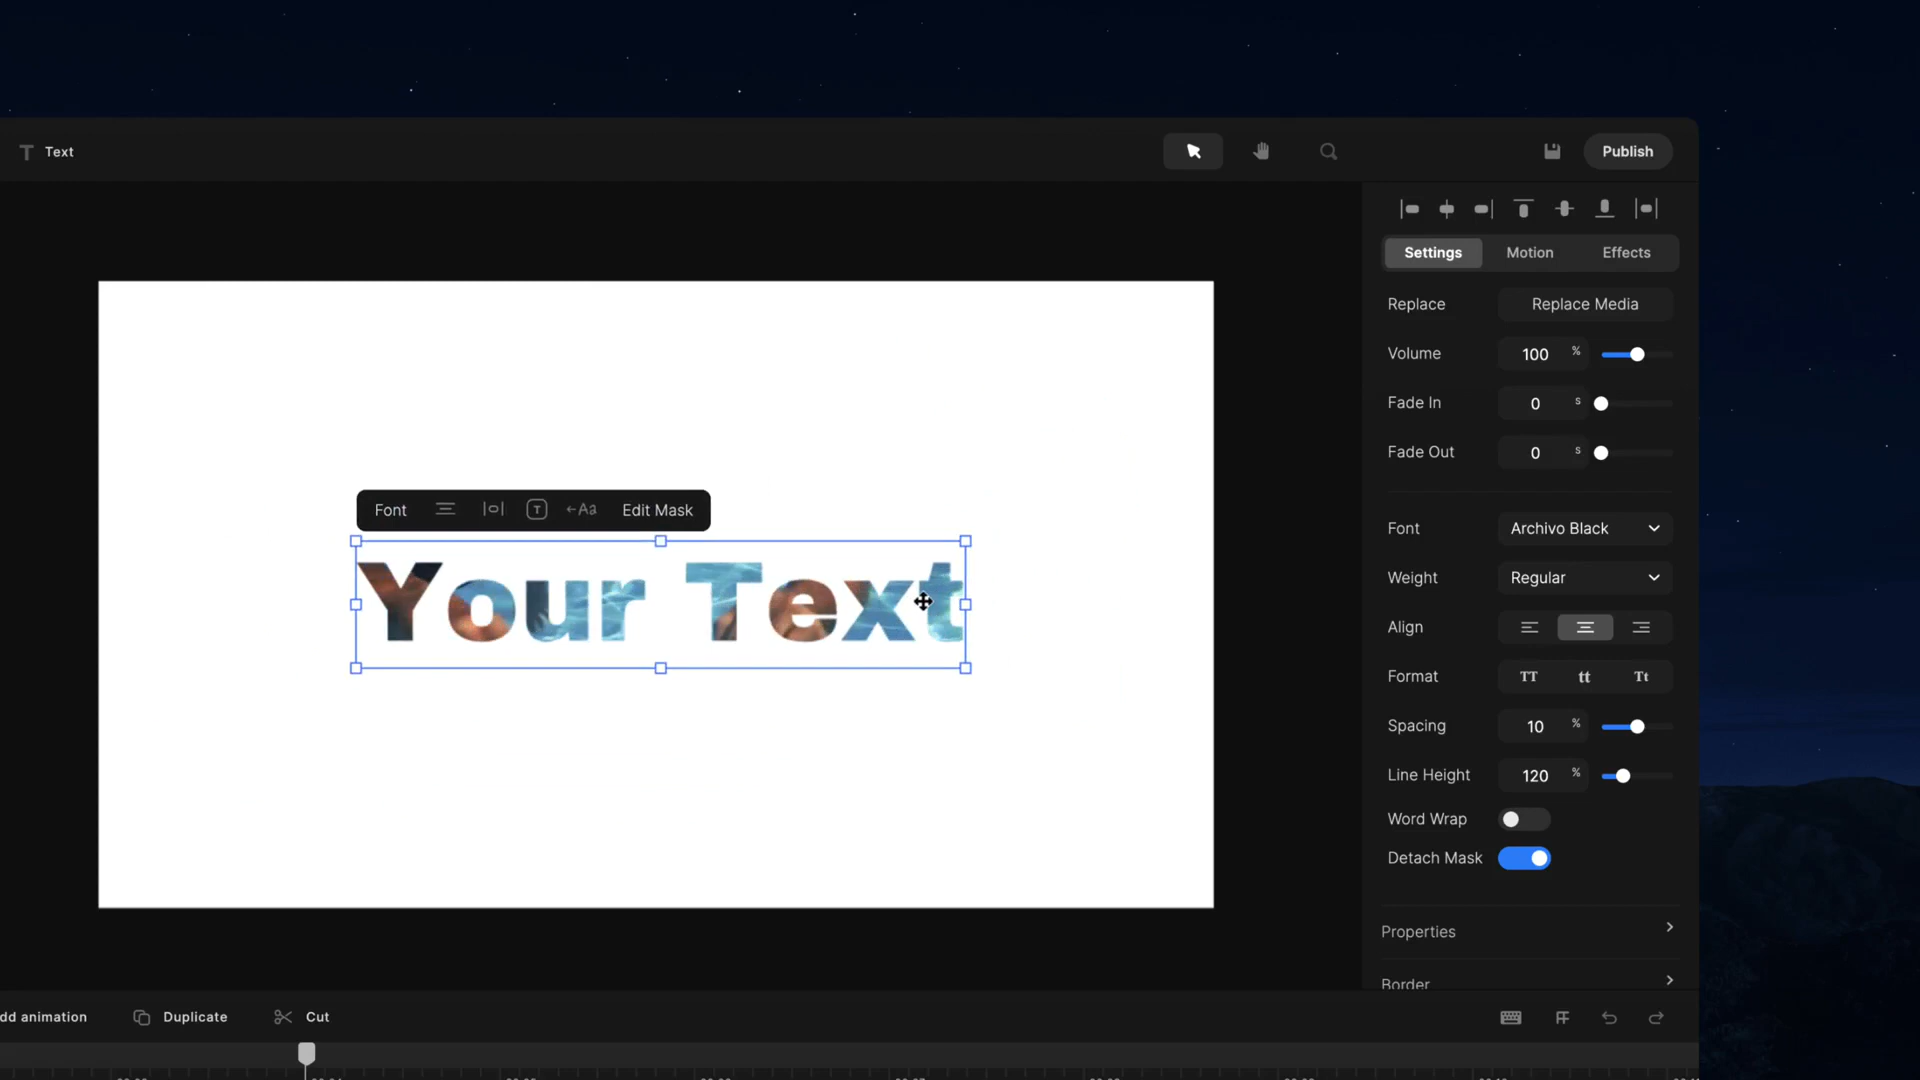 Text
Publish
Settings Motion Effects
Replace Replace Media
Volume 100 %
Fade In 0 s
Fade Out 0 s
Font T ←Aa Edit Mask
Your Text
Font Archivo Black
Weight Regular
Align
Format TT tt Tt
Spacing 10 %
Line Height 120 %
Word Wrap
Detach Mask
Properties
Border
dd animation Duplicate Cut